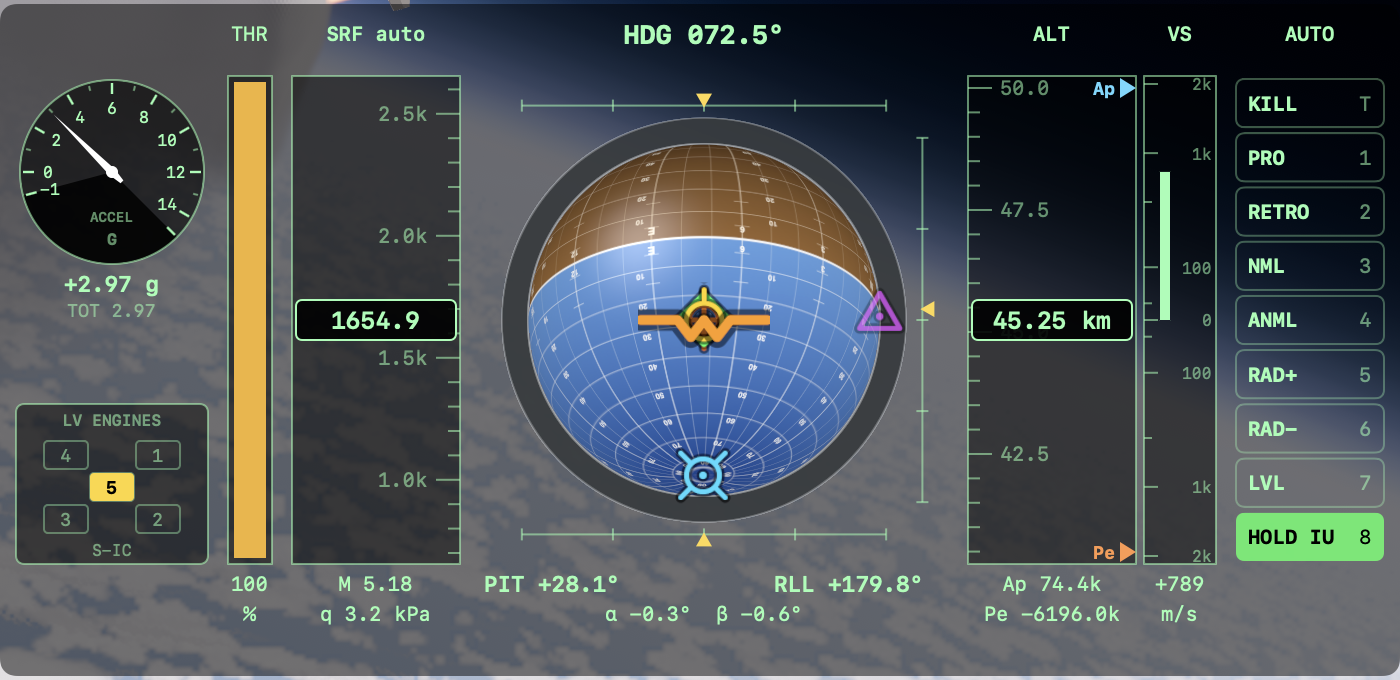 THR SRF auto HDG 072.5° ALT VS AUTO
0 2 4 6 8 10 12 14 −1
ACCEL
G
+2.97 g
TOT 2.97
LV ENGINES
4 1
5
3 2
S−IC
100
%
2.5k
2.0k
1654.9
1.5k
1.0k
M 5.18
q 3.2 kPa
PIT +28.1° RLL +179.8°
α −0.3° β −0.6°
50.0 Ap
47.5
45.25 km
42.5
Pe
Ap 74.4k
Pe −6196.0k
2k
1k
100
0
100
1k
2k
+789
m/s
KILL T
PRO 1
RETRO 2
NML 3
ANML 4
RAD+ 5
RAD− 6
LVL 7
HOLD IU 8